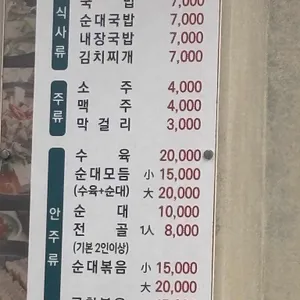 식사류
국 밥 7,000
순대국밥 7,000
내장국밥 7,000
김치찌개 7,000
주류
소 주 4,000
맥 주 4,000
막걸리 3,000
안주류
수 육 20,000
순대모듬 小 15,000
(수육+순대) 大 20,000
순 대 10,000
전 골 1人 8,000
(기본 2인이상)
순대볶음 小 15,000
大 20,000